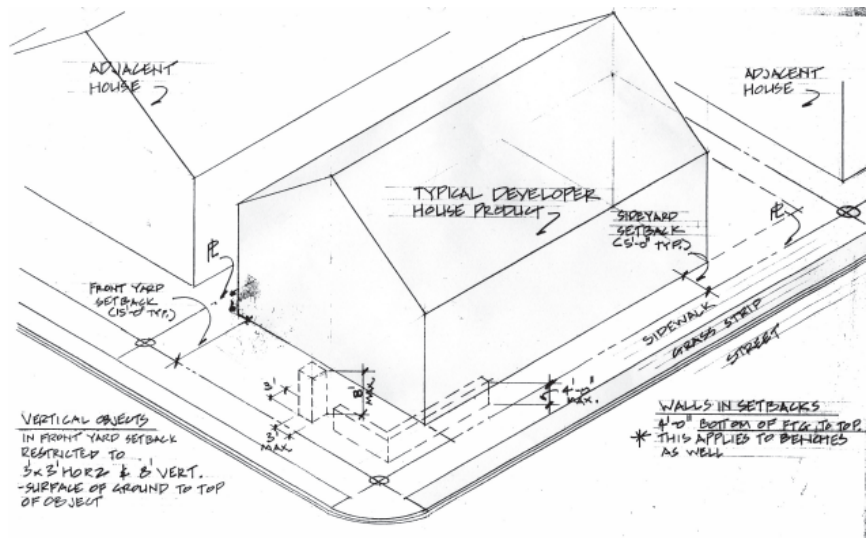 ADJACENT
HOUSE
ADJACENT
HOUSE
TYPICAL DEVELOPER
HOUSE PRODUCT
SIDEYARD
SETBACK
(5'-0" TYP.)
PL
PL
FRONT YARD
SETBACK
(15'-0" TYP.)
SIDEWALK
GRASS STRIP
STREET
3'
8'
MAX.
3'
MAX.
4'-0"
MAX.
VERTICAL OBJECTS
IN FRONT YARD SETBACK
RESTRICTED TO
3'x3' HORZ & 8' VERT.
-SURFACE OF GROUND TO TOP
OF OBJECT
WALLS IN SETBACKS
4'-0" BOTTOM OF FTG. TO TOP
* THIS APPLIES TO BENCHES
AS WELL